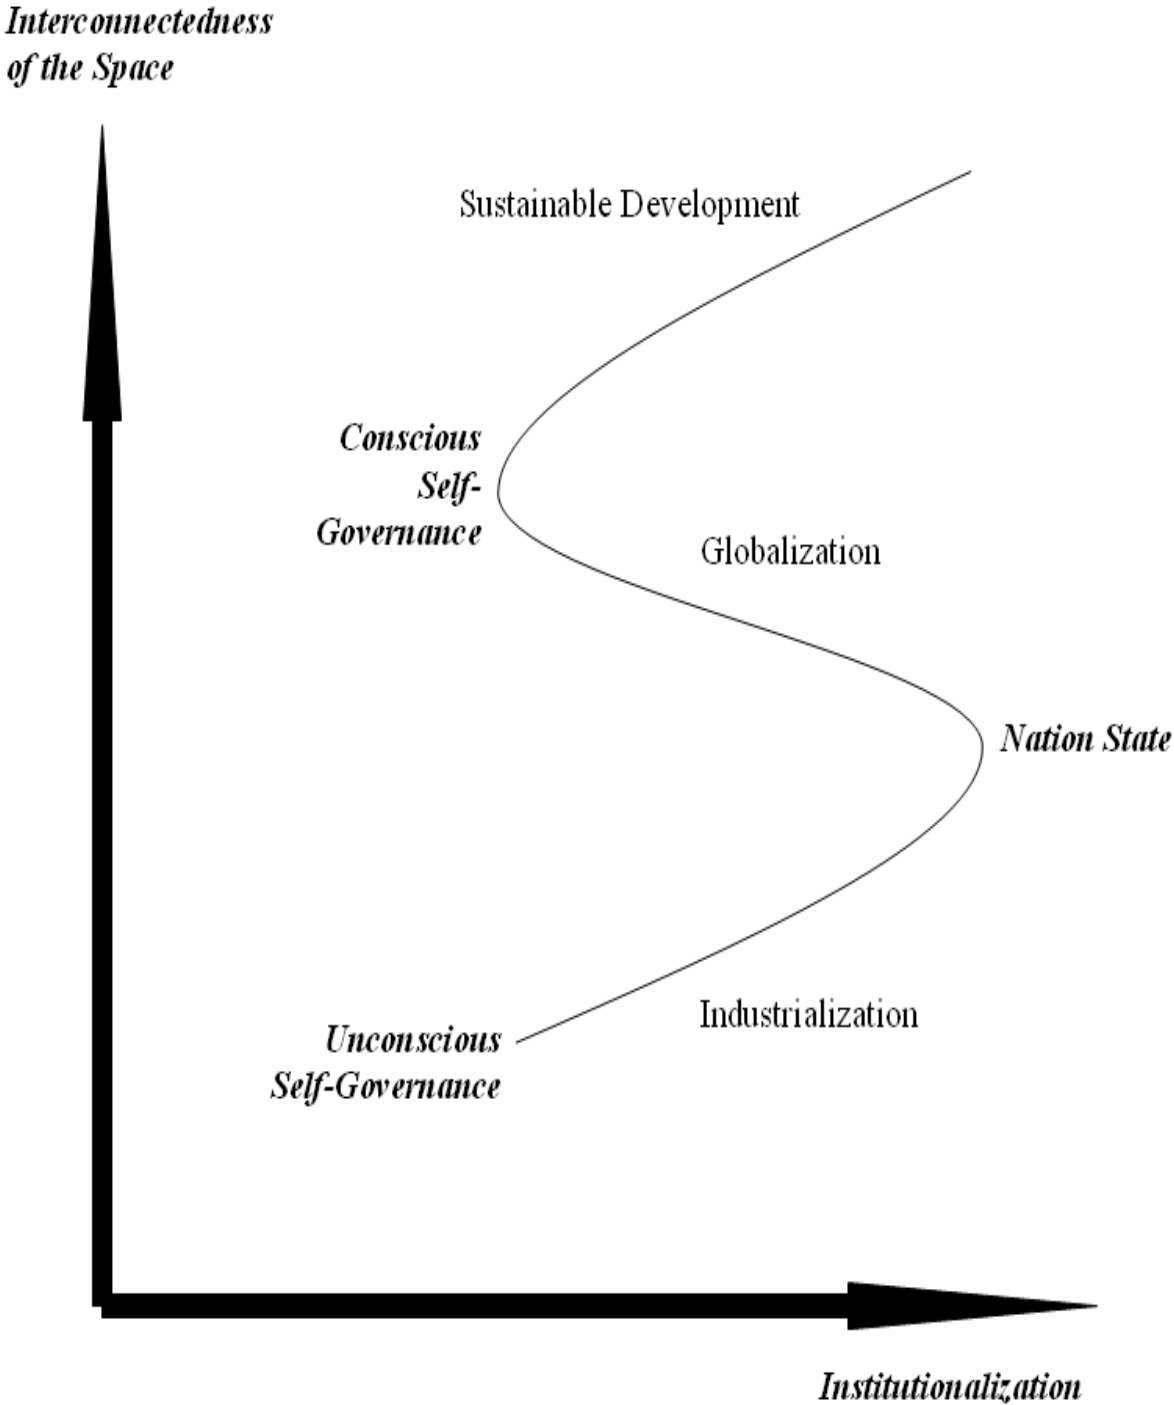 Interconnectedness
of the Space
Sustainable Development
Conscious
Self-
Governance
Globalization
Nation State
Industrialization
Unconscious
Self-Governance
Institutionalization